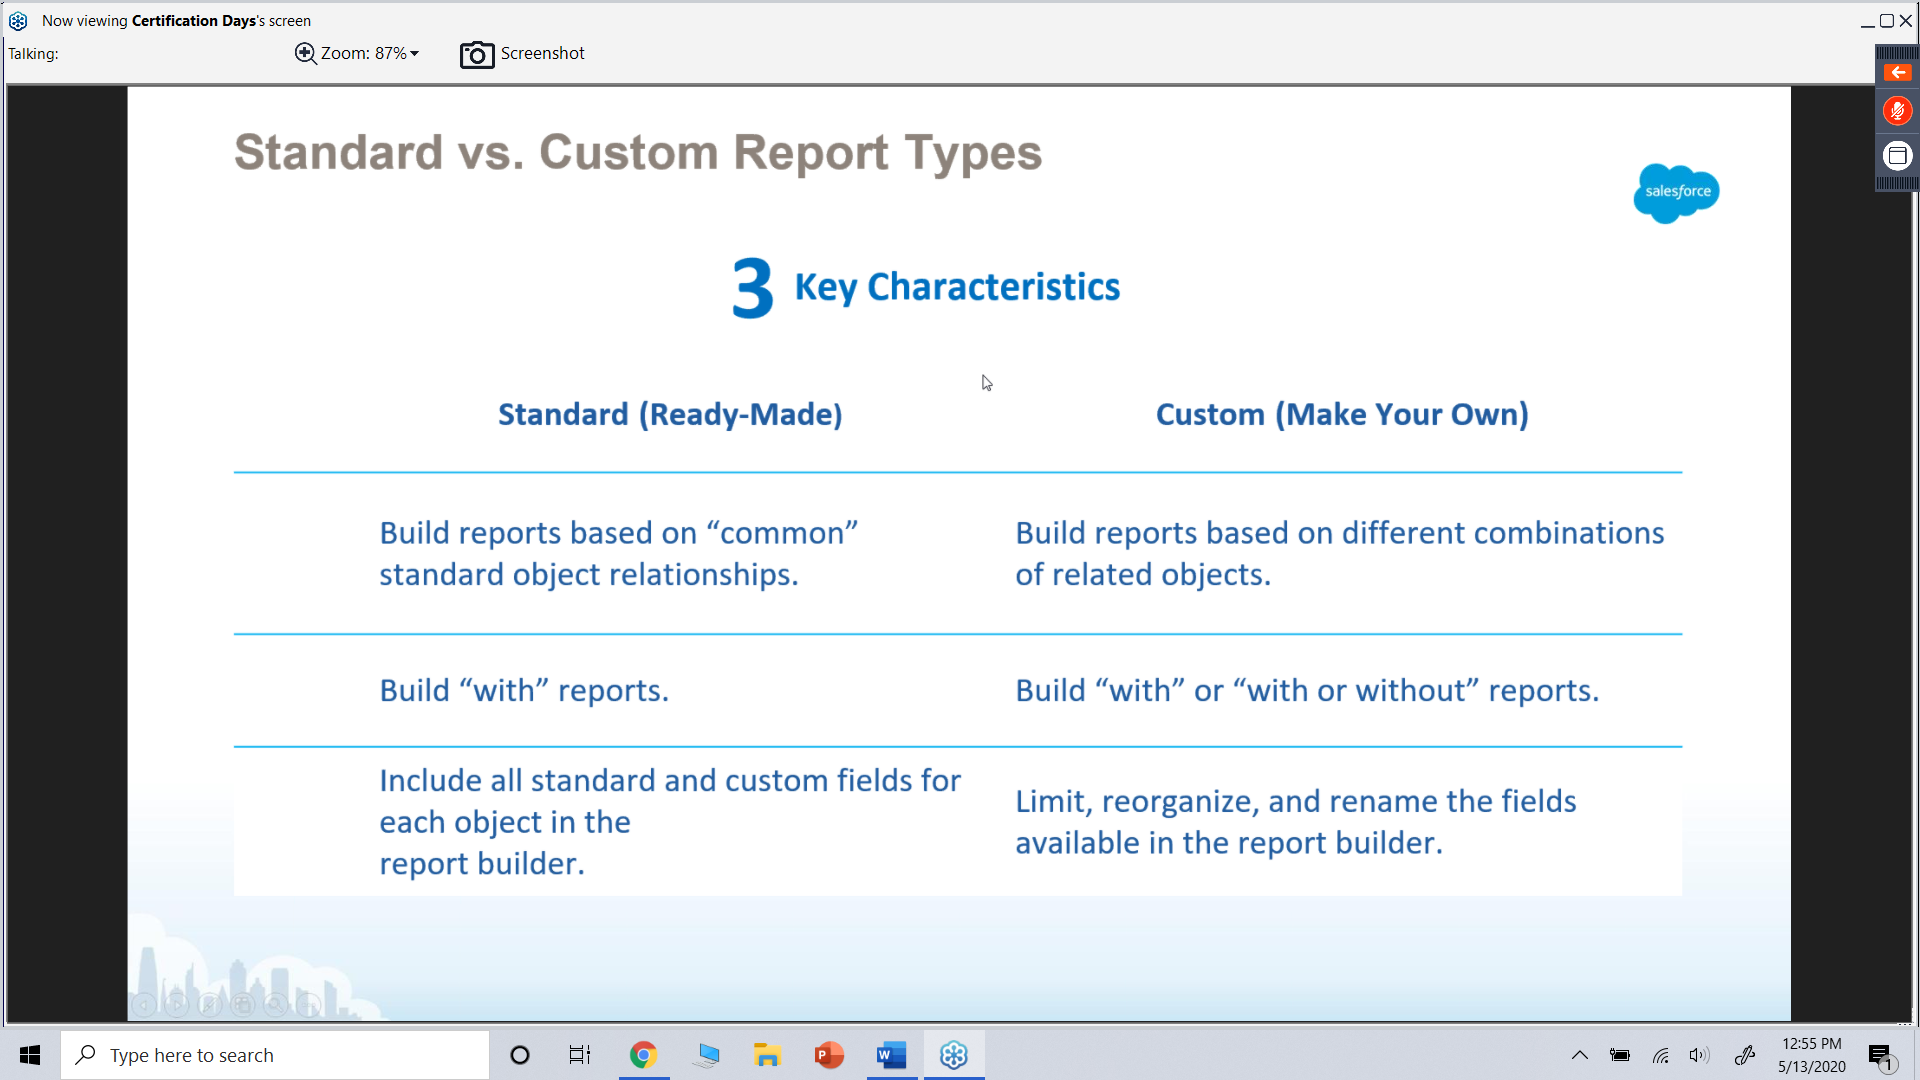 Now viewing Certification Days's screen
Talking:
Zoom: 87%
Screenshot
Standard vs. Custom Report Types
salesforce
3 Key Characteristics
Standard (Ready-Made)
Custom (Make Your Own)
Build reports based on “common”
standard object relationships.
Build reports based on different combinations
of related objects.
Build “with” reports.
Build “with” or “with or without” reports.
Include all standard and custom fields for
each object in the
report builder.
Limit, reorganize, and rename the fields
available in the report builder.
Type here to search
P
W
12:55 PM
5/13/2020
1